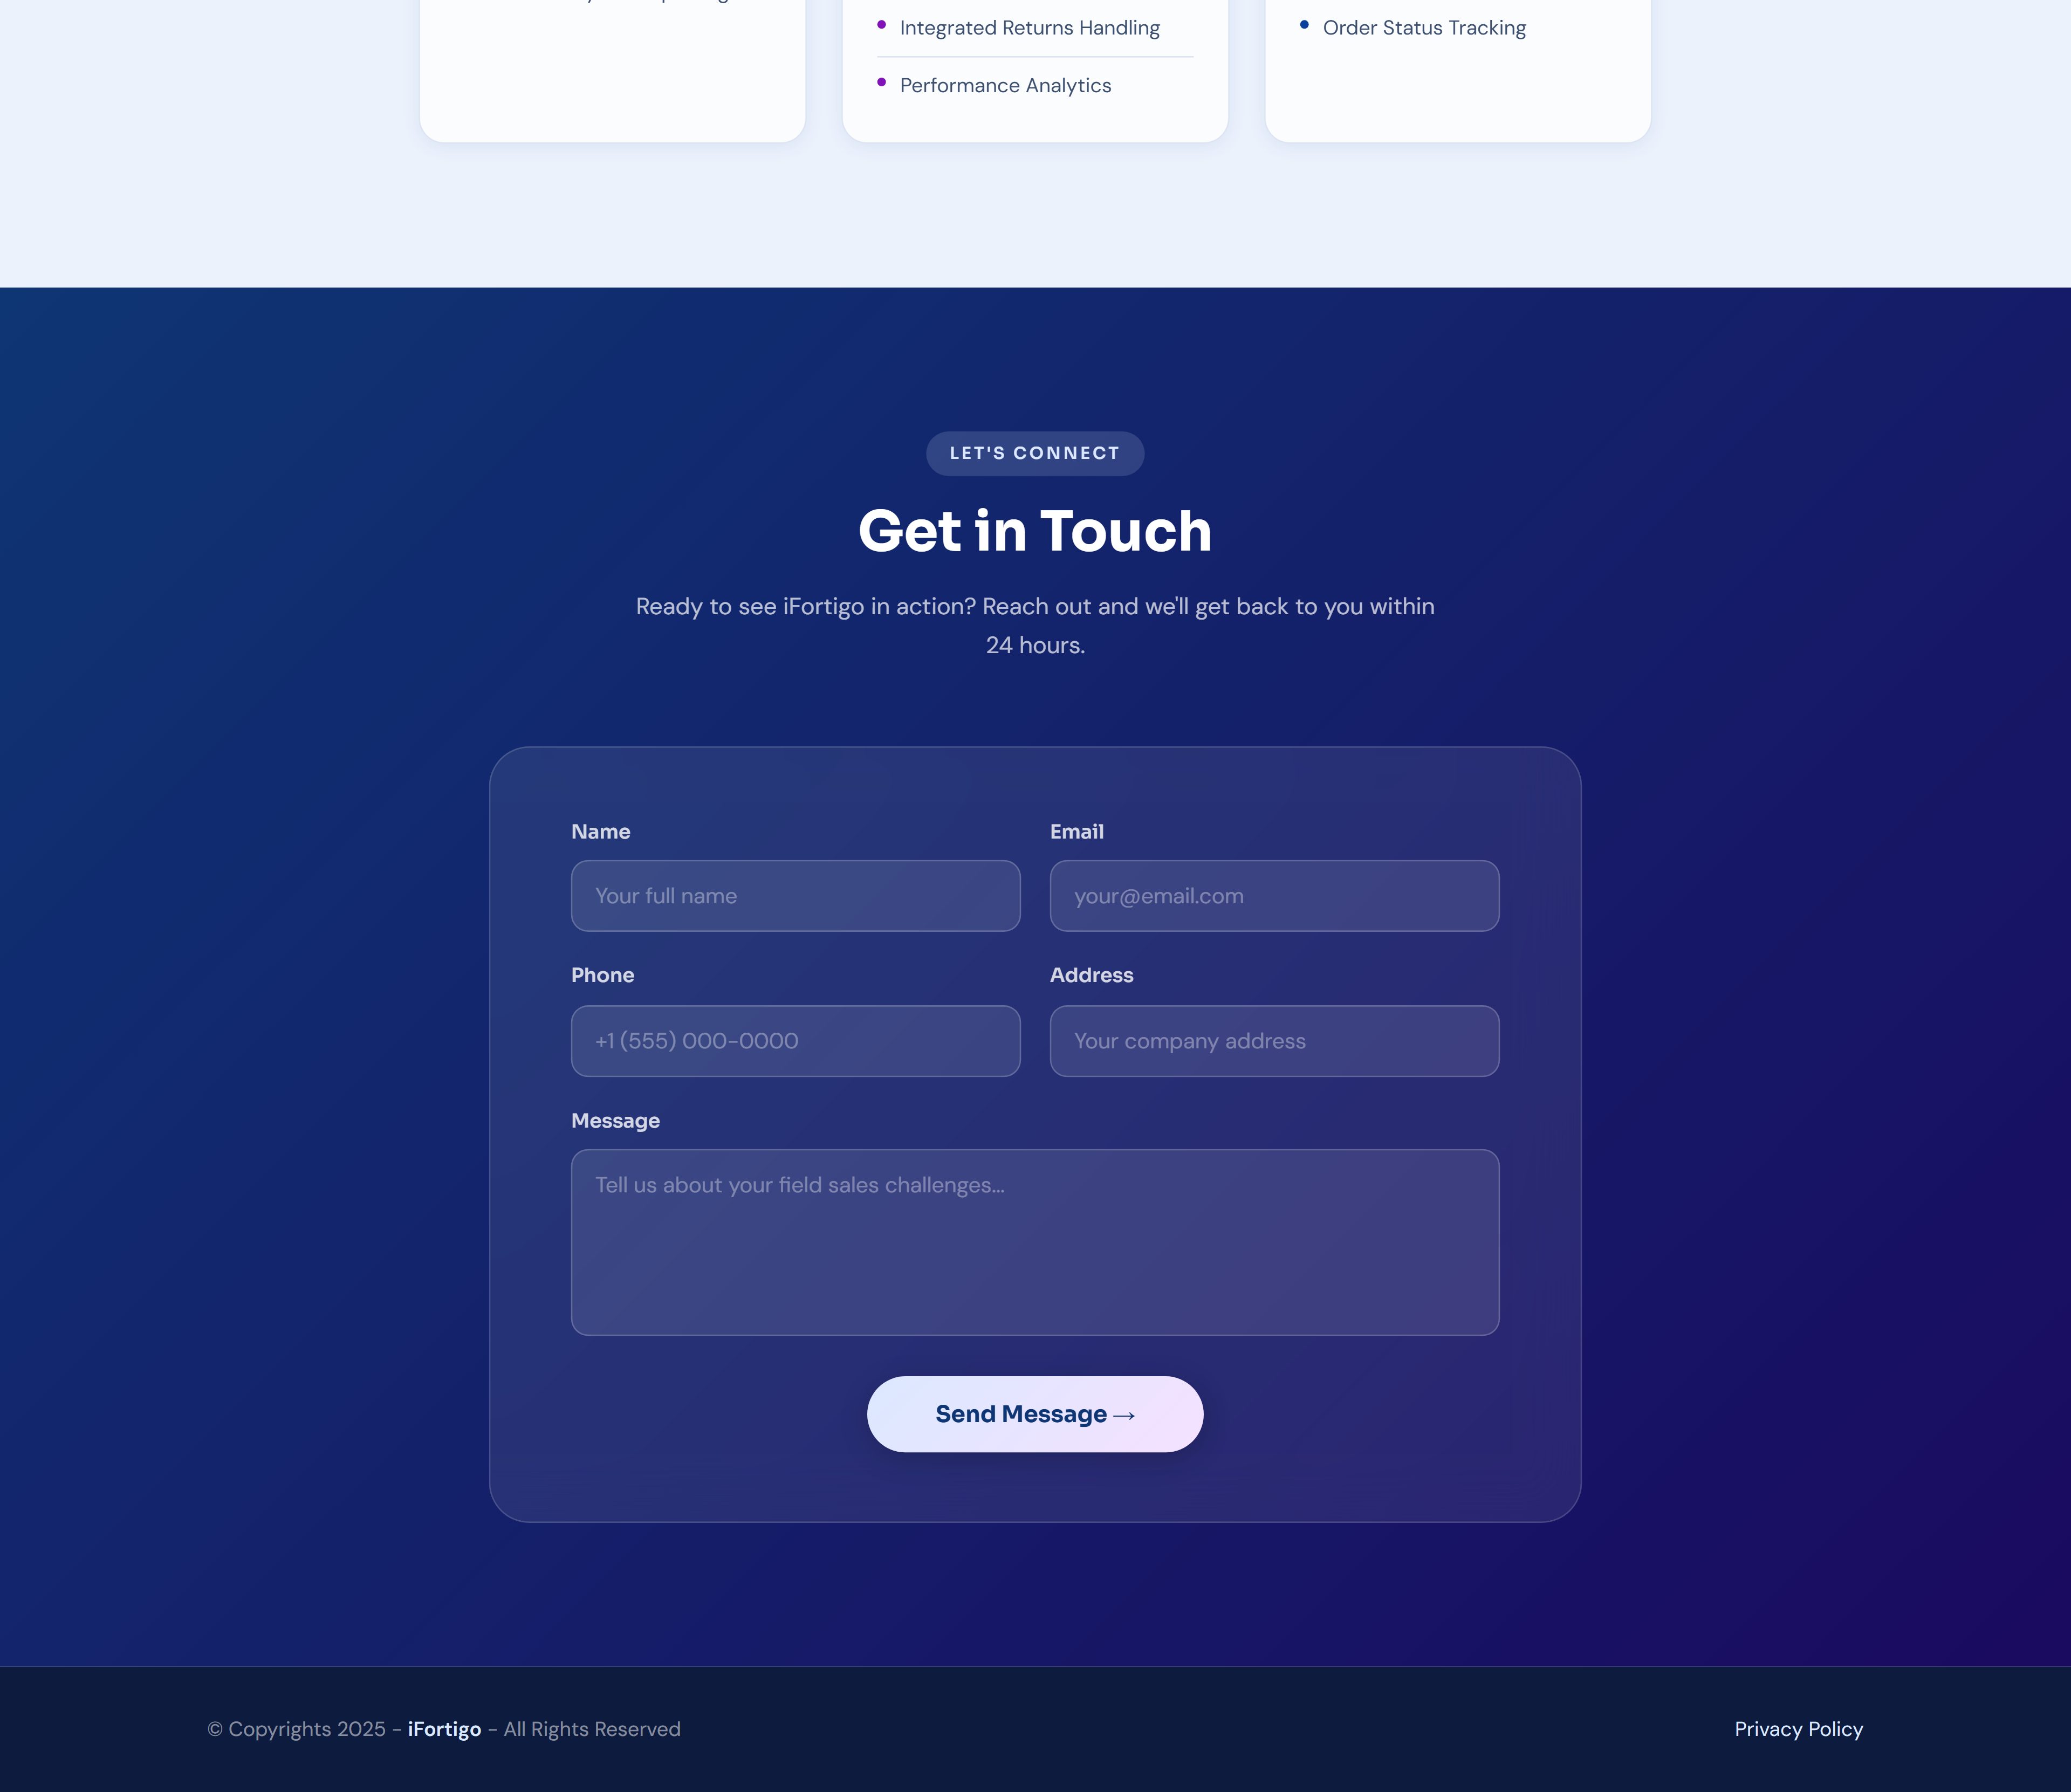 Integrated Returns Handling
Order Status Tracking
Performance Analytics
LET'S CONNECT
Get in Touch
Ready to see iFortigo in action? Reach out and we'll get back to you within
24 hours.
Name
Email
Your full name
your@email.com
Phone
Address
+1 (555) 000-0000
Your company address
Message
Tell us about your field sales challenges...
Send Message →
© Copyrights 2025 - iFortigo - All Rights Reserved
Privacy Policy